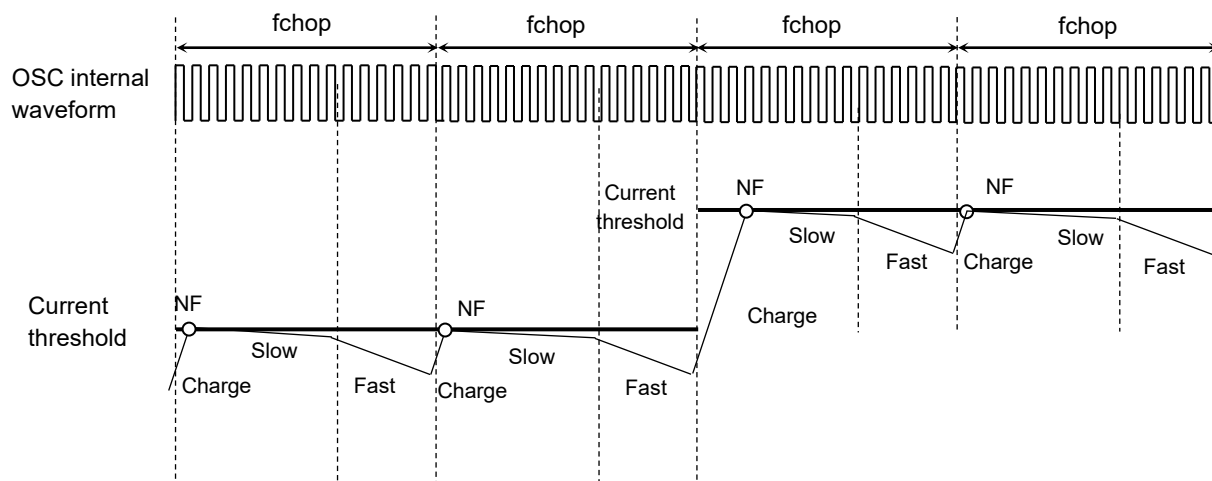 fchop
fchop
fchop
fchop
OSC internal
waveform
Current
threshold
NF
NF
Slow
Fast
Charge
Slow
Fast
Charge
Current
threshold
NF
NF
Slow
Fast
Charge
Slow
Fast
Charge